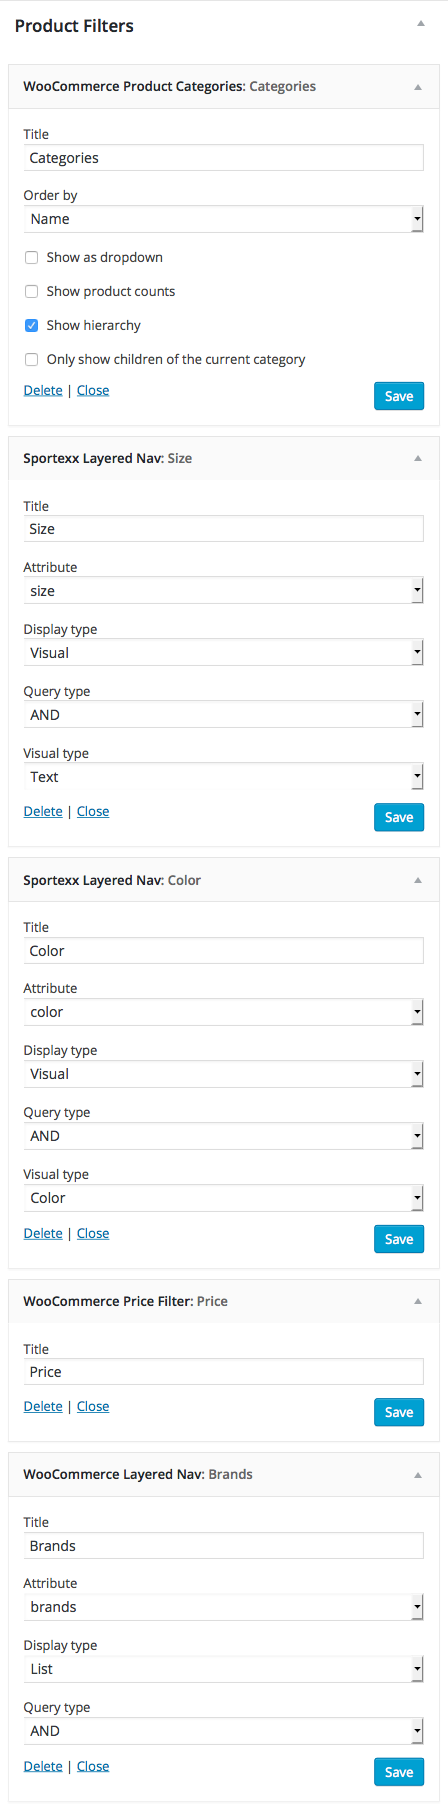 Product Filters
WooCommerce Product Categories: Categories
Title
Categories
Order by
Name
Show as dropdown
Show product counts
Show hierarchy
Only show children of the current category
Delete | Close
Save
Sportexx Layered Nav: Size
Title
Size
Attribute
size
Display type
Visual
Query type
AND
Visual type
Text
Delete | Close
Save
Sportexx Layered Nav: Color
Title
Color
Attribute
color
Display type
Visual
Query type
AND
Visual type
Color
Delete | Close
Save
WooCommerce Price Filter: Price
Title
Price
Delete | Close
Save
WooCommerce Layered Nav: Brands
Title
Brands
Attribute
brands
Display type
List
Query type
AND
Delete | Close
Save